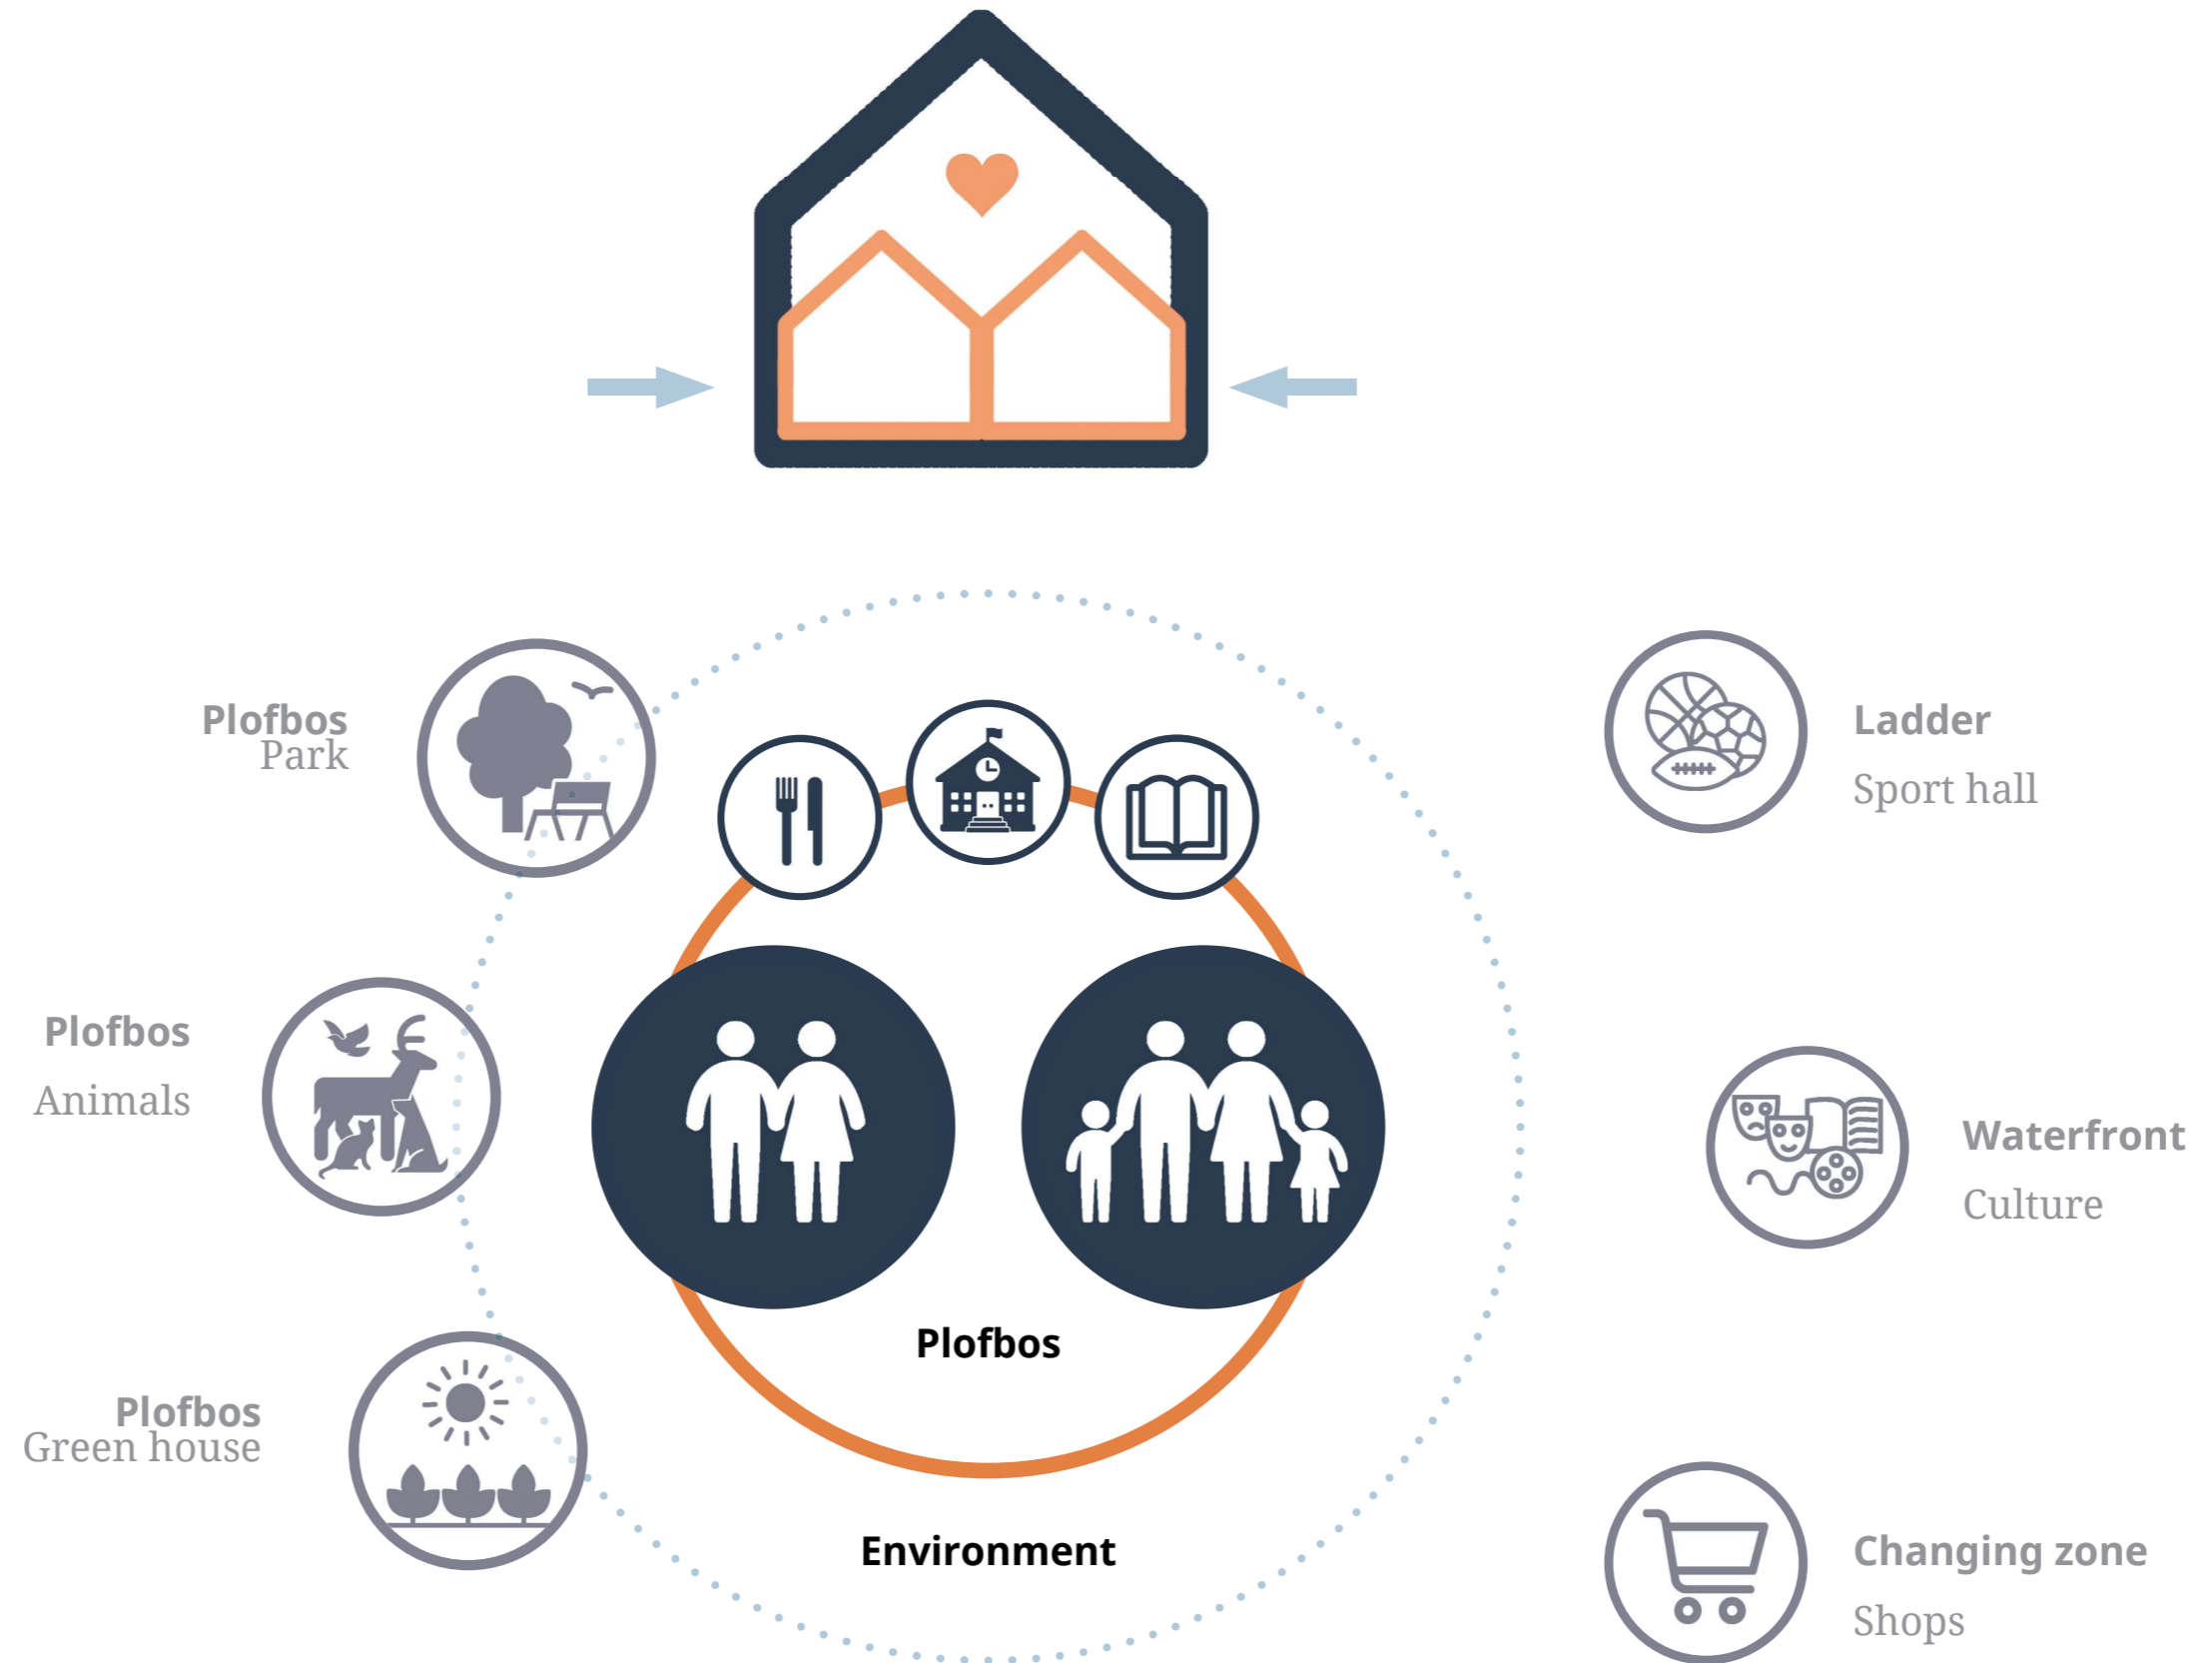 Plofbos
Park
Ladder
Sport hall
Plofbos
Animals
Waterfront
Culture
Plofbos
Plofbos
Green house
Environment
Changing zone
Shops